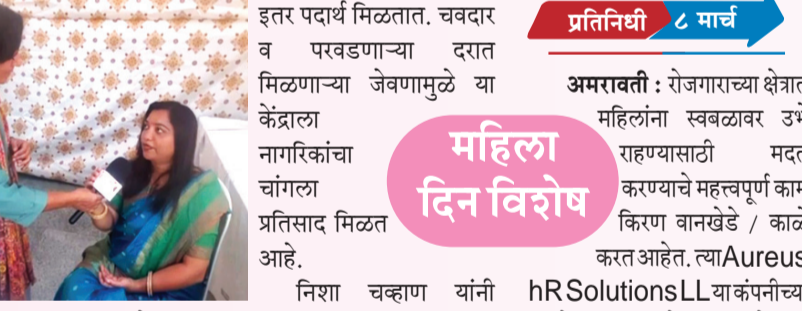 इतर पदार्थ मिळतात. चवदार
व परवडणाऱ्या दरात
मिळणाऱ्या जेवणामुळे या
केंद्राला
नागरिकांचा
चांगला
प्रतिसाद मिळत
आहे.
निशा चव्हाण यांनी
महिला
दिन विशेष
प्रतिनिधी ८ मार्च
अमरावती : रोजगाराच्या क्षेत्रात
महिलांना स्वबळावर उभे
राहण्यासाठी मदत
करण्याचे महत्त्वपूर्ण काम
किरण वानखेडे / काळे
करत आहेत. त्या Aureus
hR Solutions LL या कंपनीच्या